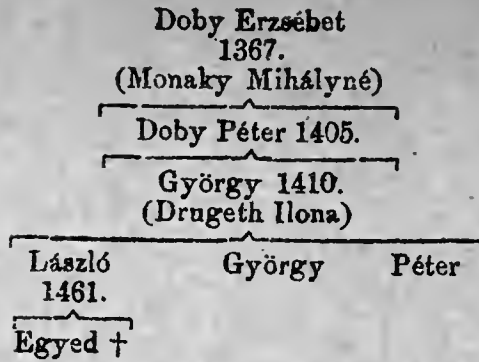 Doby Erzsébet
1367.
(Monaky Mihályné)
Doby Péter 1405.
György 1410.
(Drugeth Ilona)
László György Péter
1461.
Egyed †